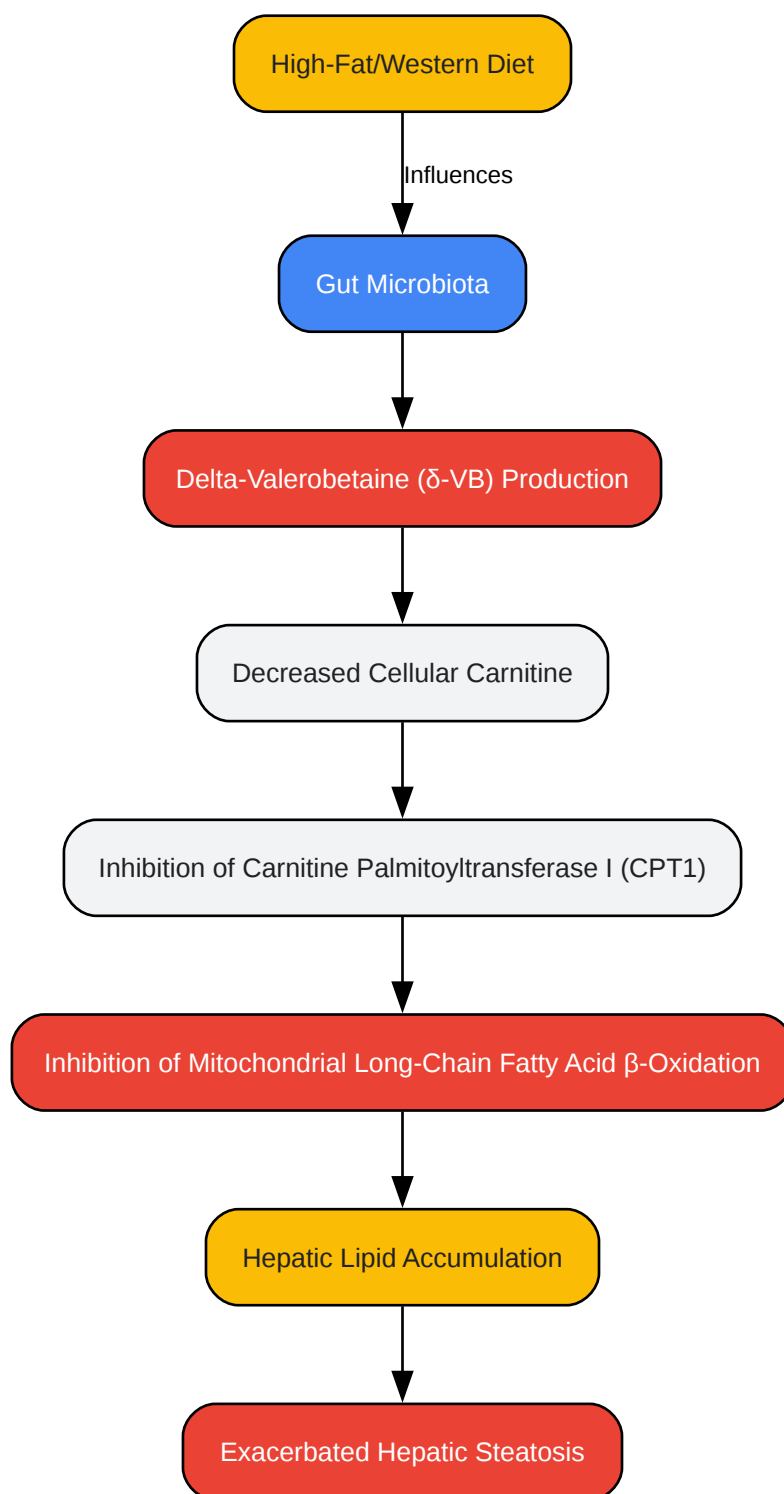 High-Fat/Western Diet
Influences
Gut Microbiota
Delta-Valerobetaine (δ-VB) Production
Decreased Cellular Carnitine
Inhibition of Carnitine Palmitoyltransferase I (CPT1)
Inhibition of Mitochondrial Long-Chain Fatty Acid β-Oxidation
Hepatic Lipid Accumulation
Exacerbated Hepatic Steatosis